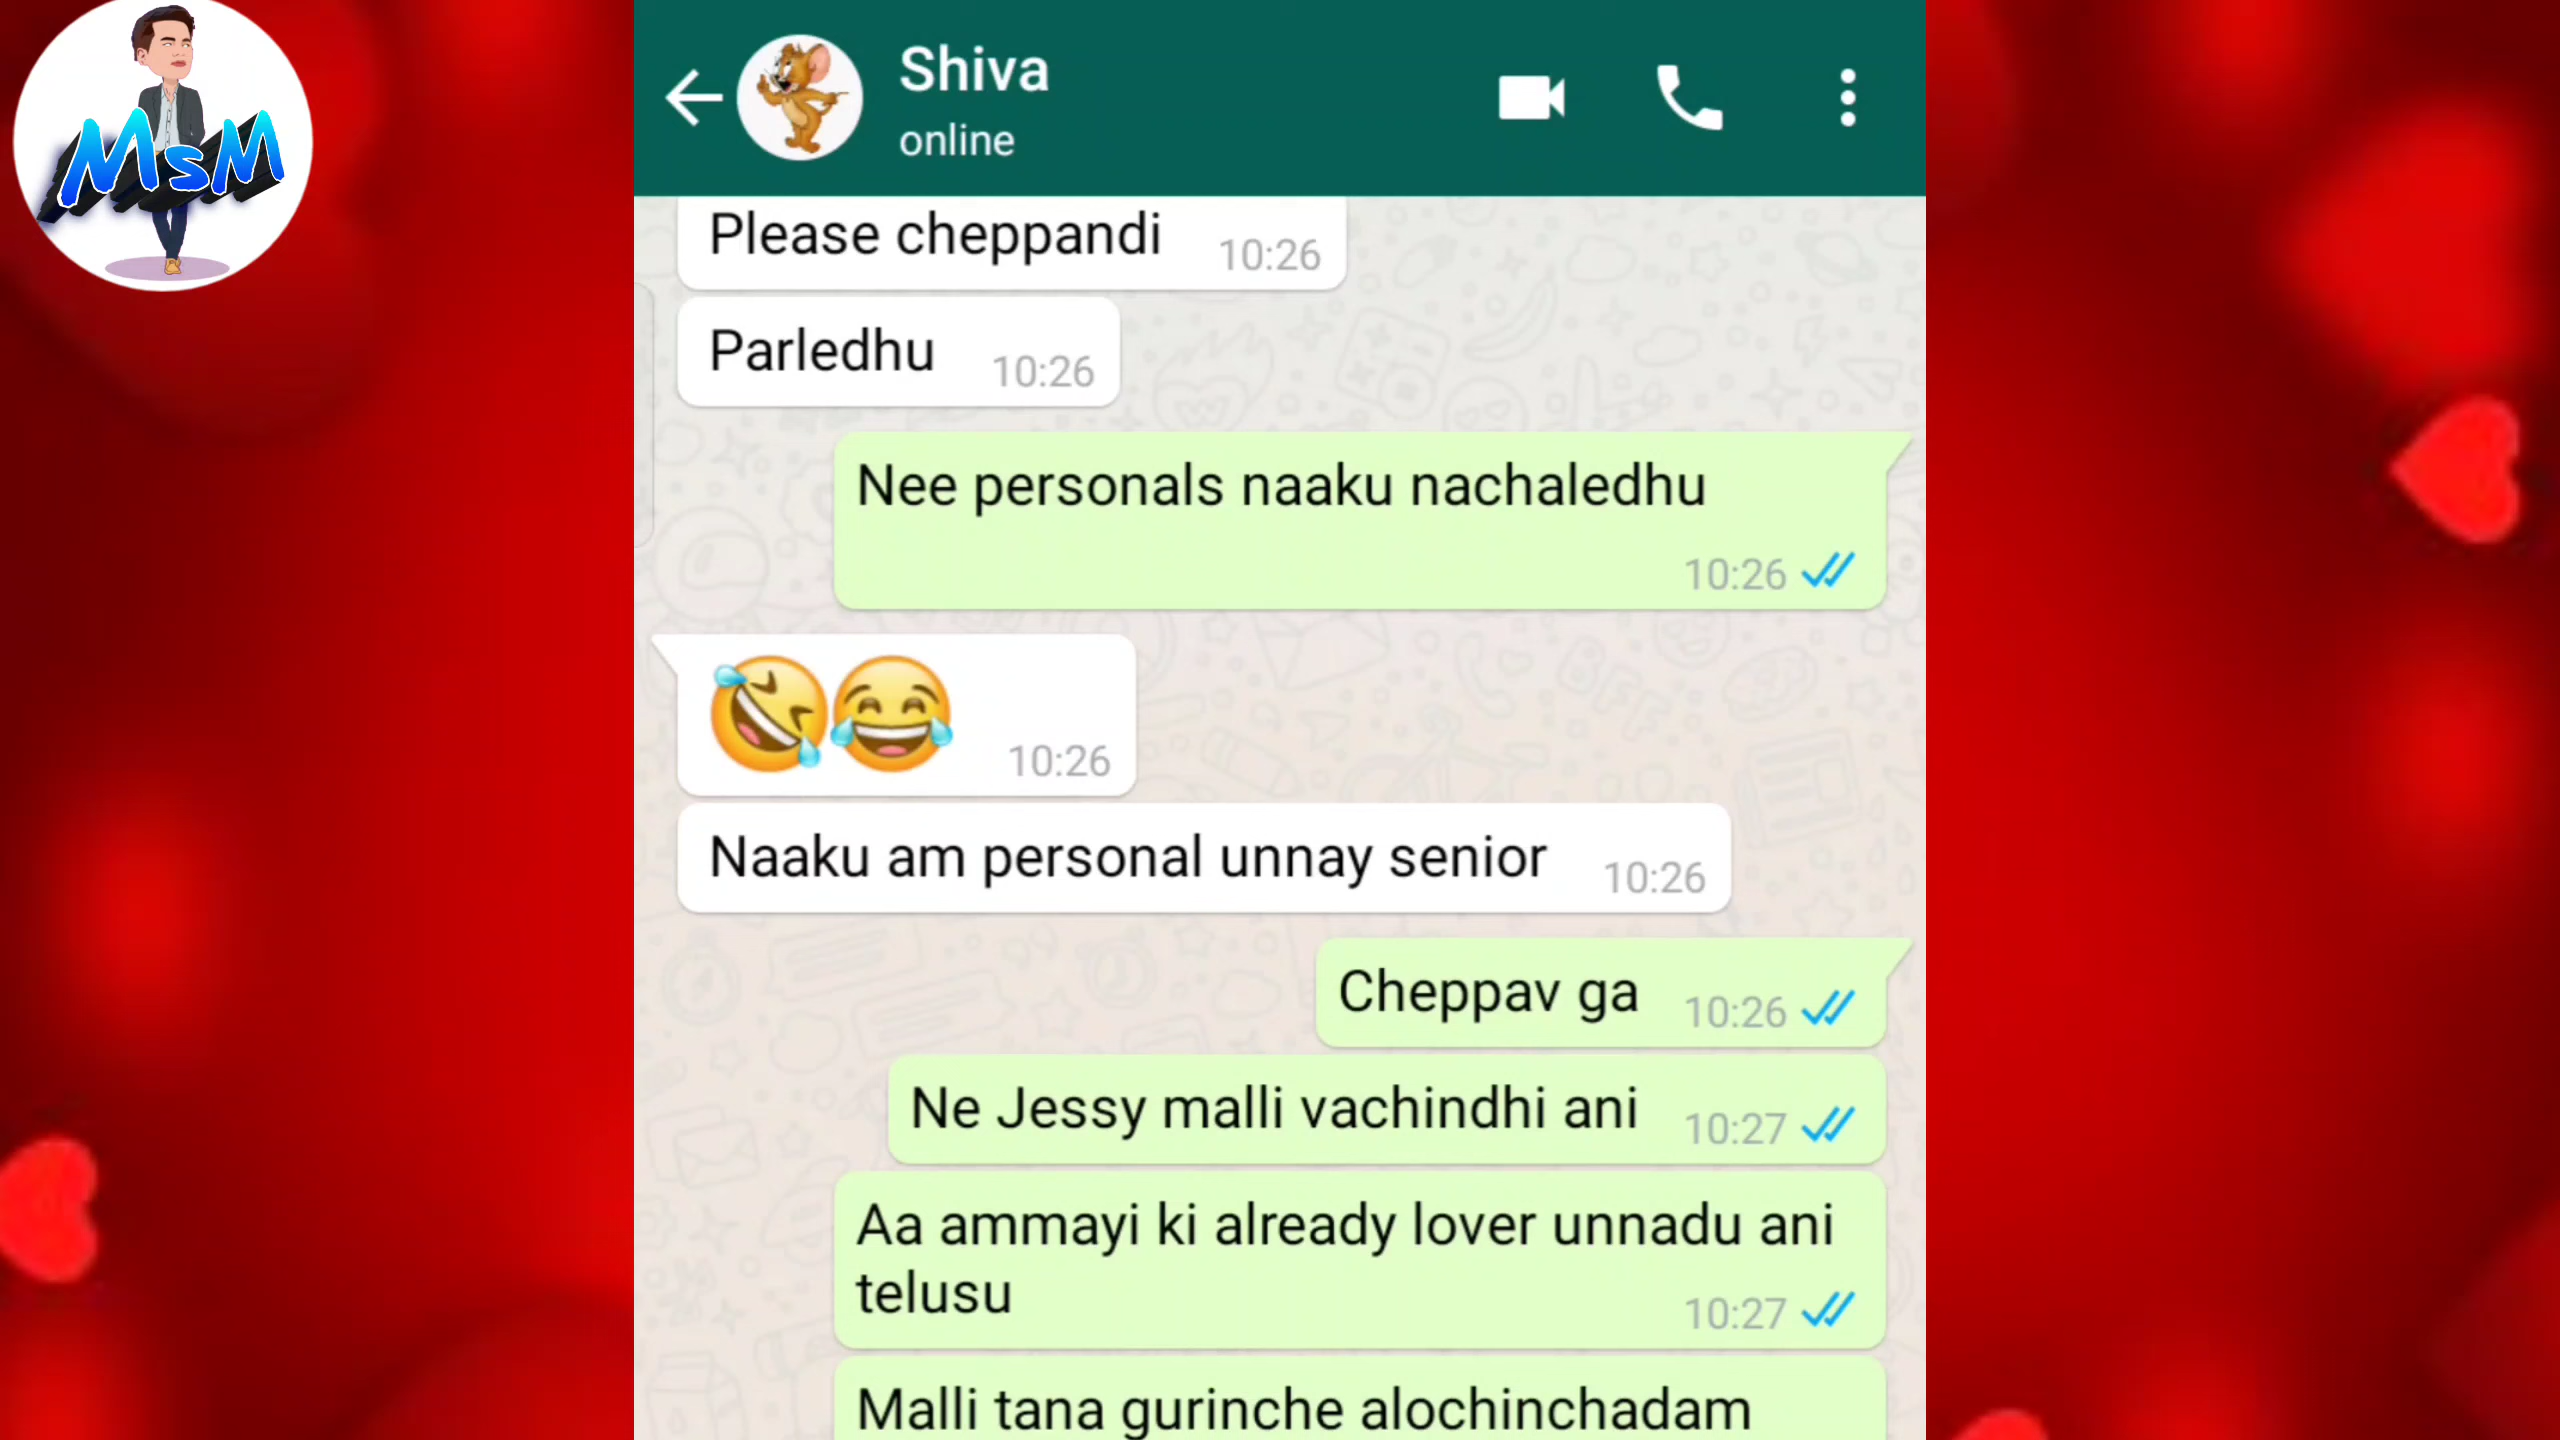 MsM
Shiva
online
Please cheppandi 10:26
Parledhu 10:26
Nee personals naaku nachaledhu
10:26
🤣😂 10:26
Naaku am personal unnay senior 10:26
Cheppav ga 10:26
Ne Jessy malli vachindhi ani 10:27
Aa ammayi ki already lover unnadu ani
telusu 10:27
Malli tana gurinche alochinchadam